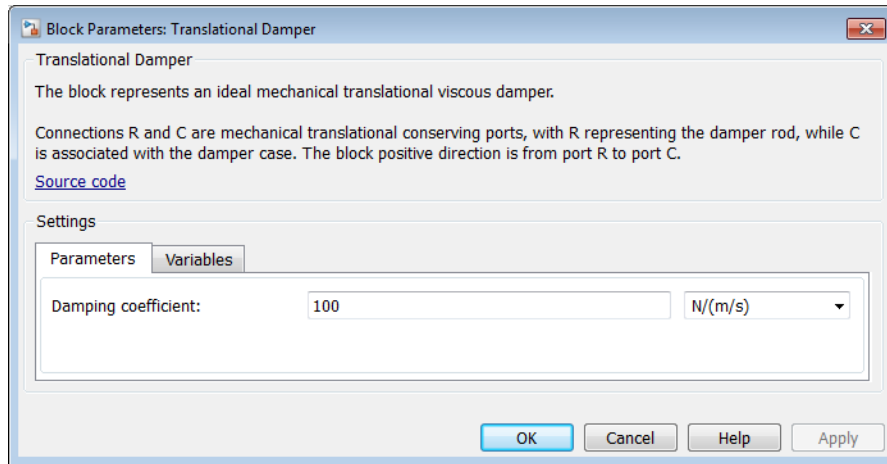 Block Parameters: Translational Damper
Translational Damper
The block represents an ideal mechanical translational viscous damper.
Connections R and C are mechanical translational conserving ports, with R representing the damper rod, while C
is associated with the damper case. The block positive direction is from port R to port C.
Source code
Settings
Parameters Variables
Damping coefficient: 100 N/(m/s)
OK Cancel Help Apply